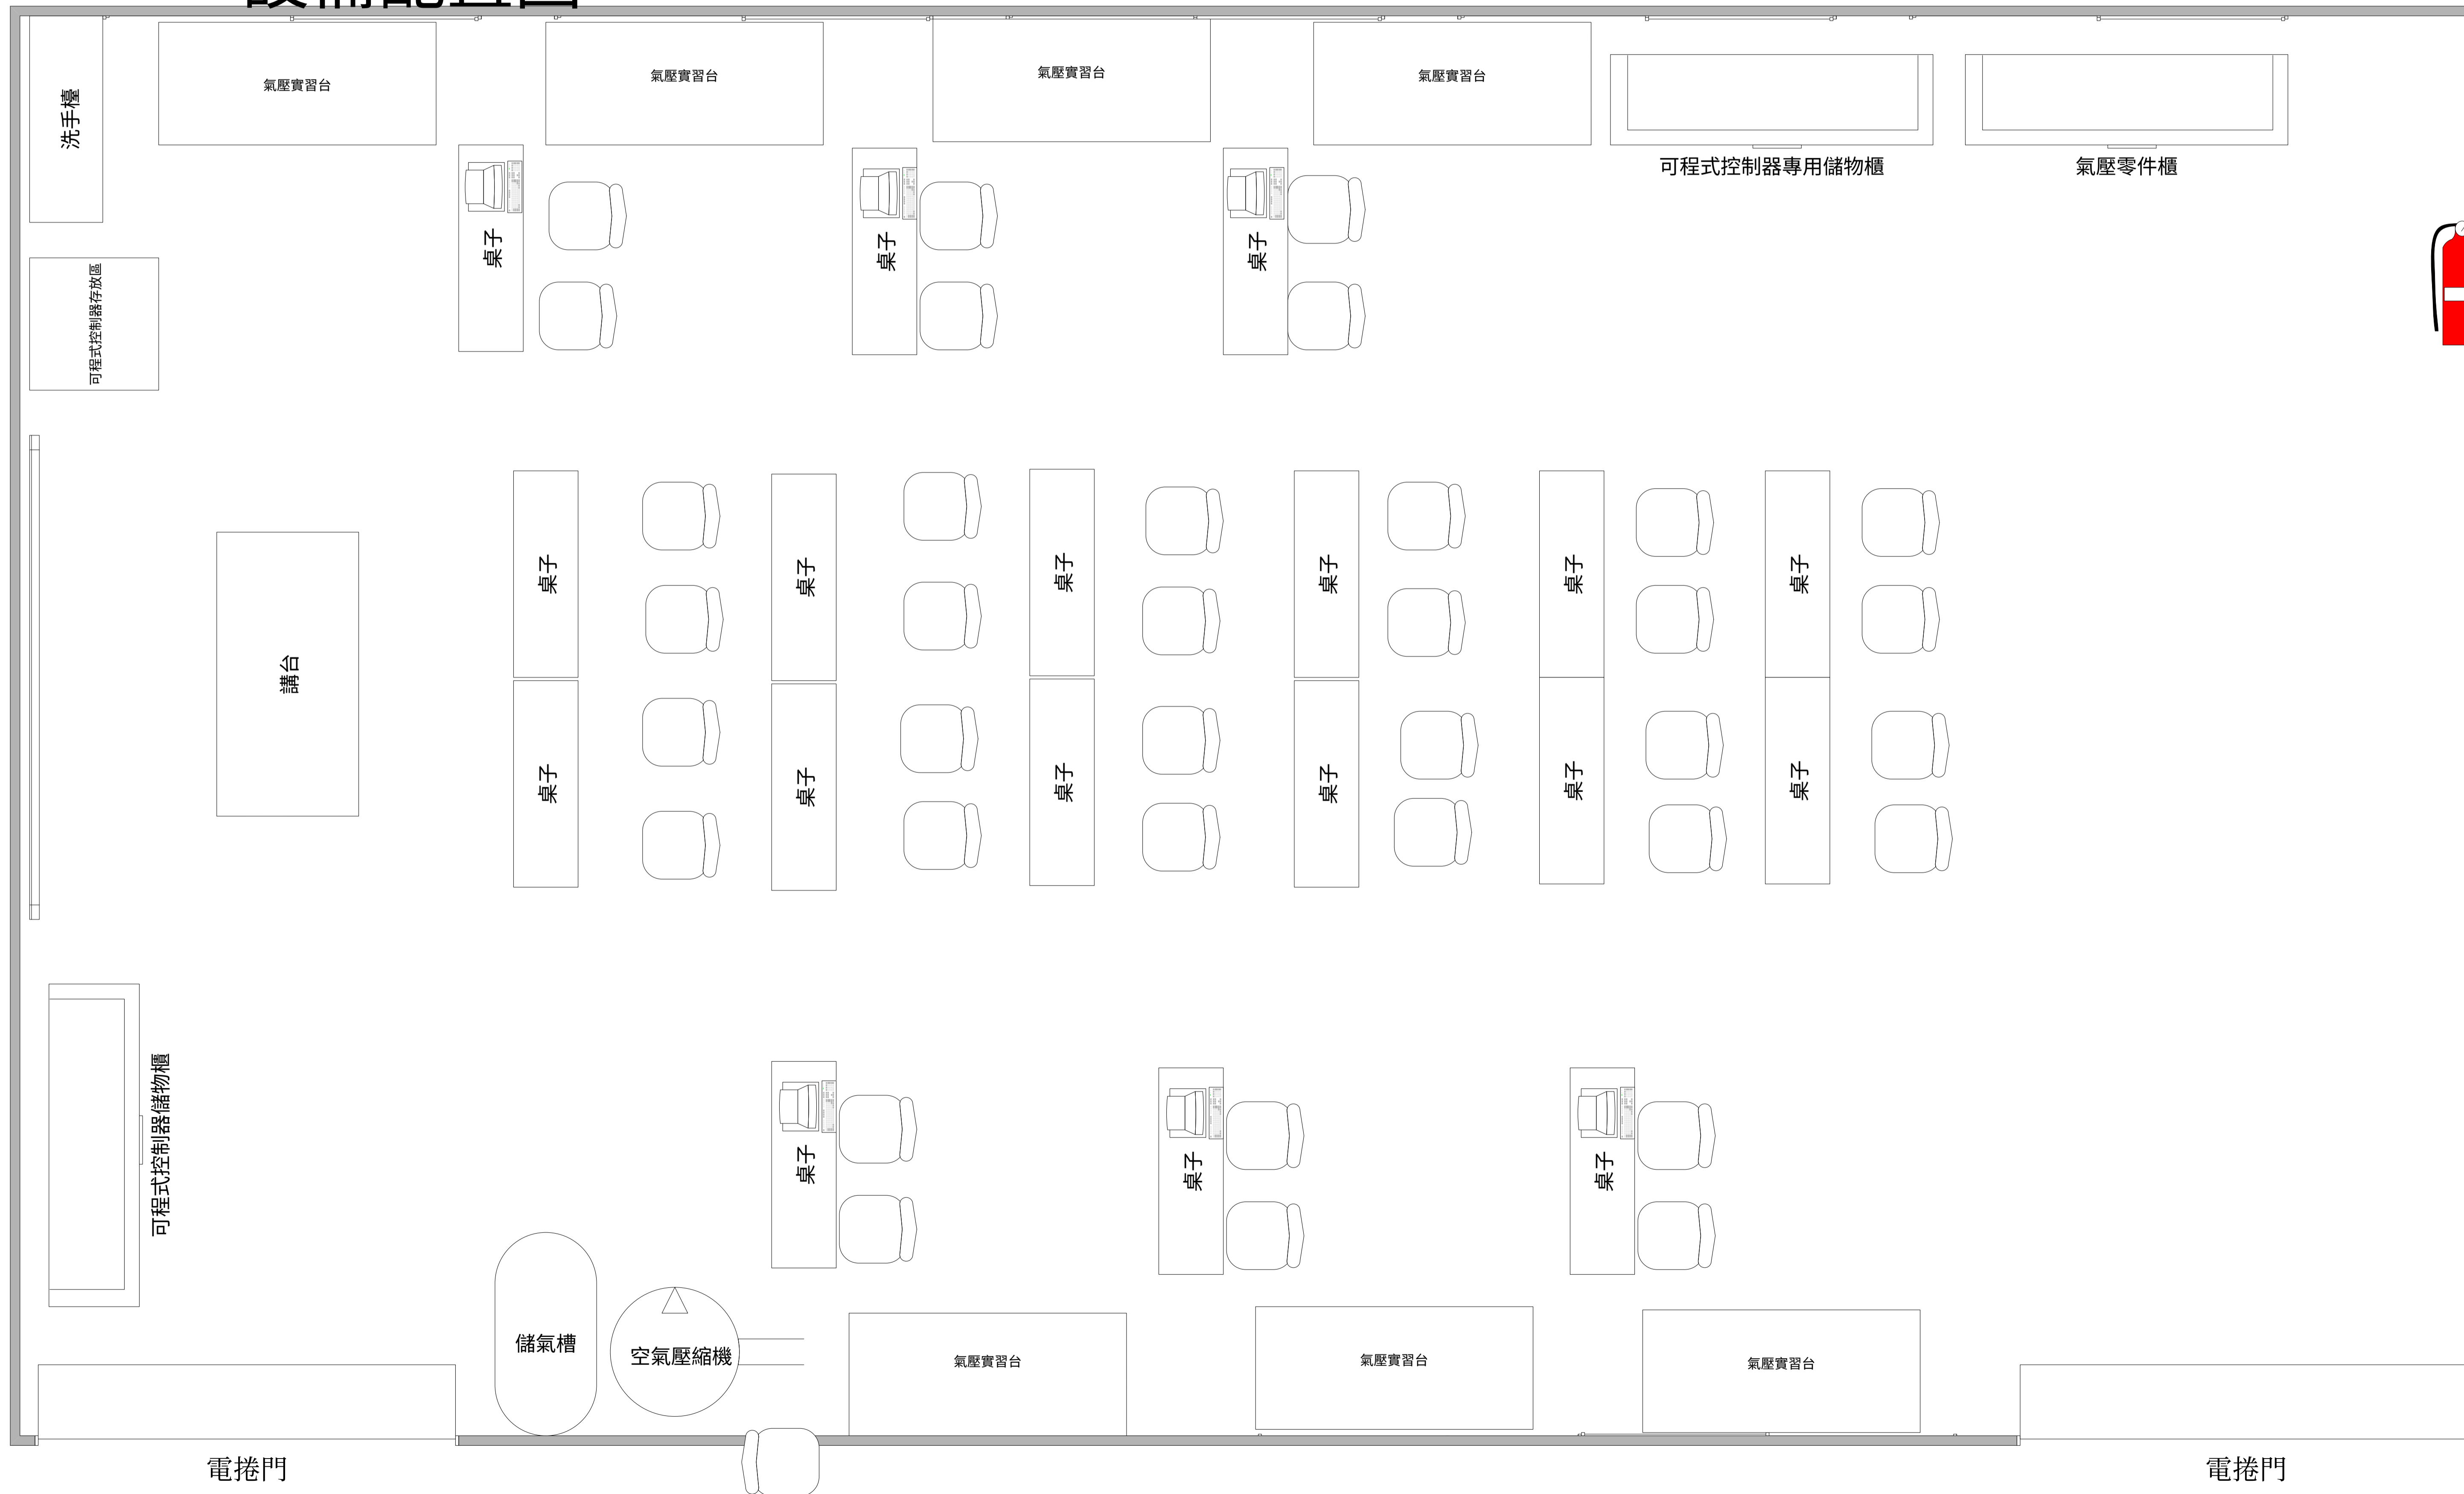 氣壓實習台
氣壓實習台
氣壓實習台
氣壓實習台
洗手檯
可程式控制器專用儲物櫃
氣壓零件櫃
桌子
桌子
桌子
可程式控制器存放區
桌子
桌子
桌子
桌子
桌子
桌子
講台
桌子
桌子
桌子
桌子
桌子
桌子
可程式控制器儲物櫃
桌子
桌子
桌子
儲氣槽
空氣壓縮機
氣壓實習台
氣壓實習台
氣壓實習台
電捲門
電捲門